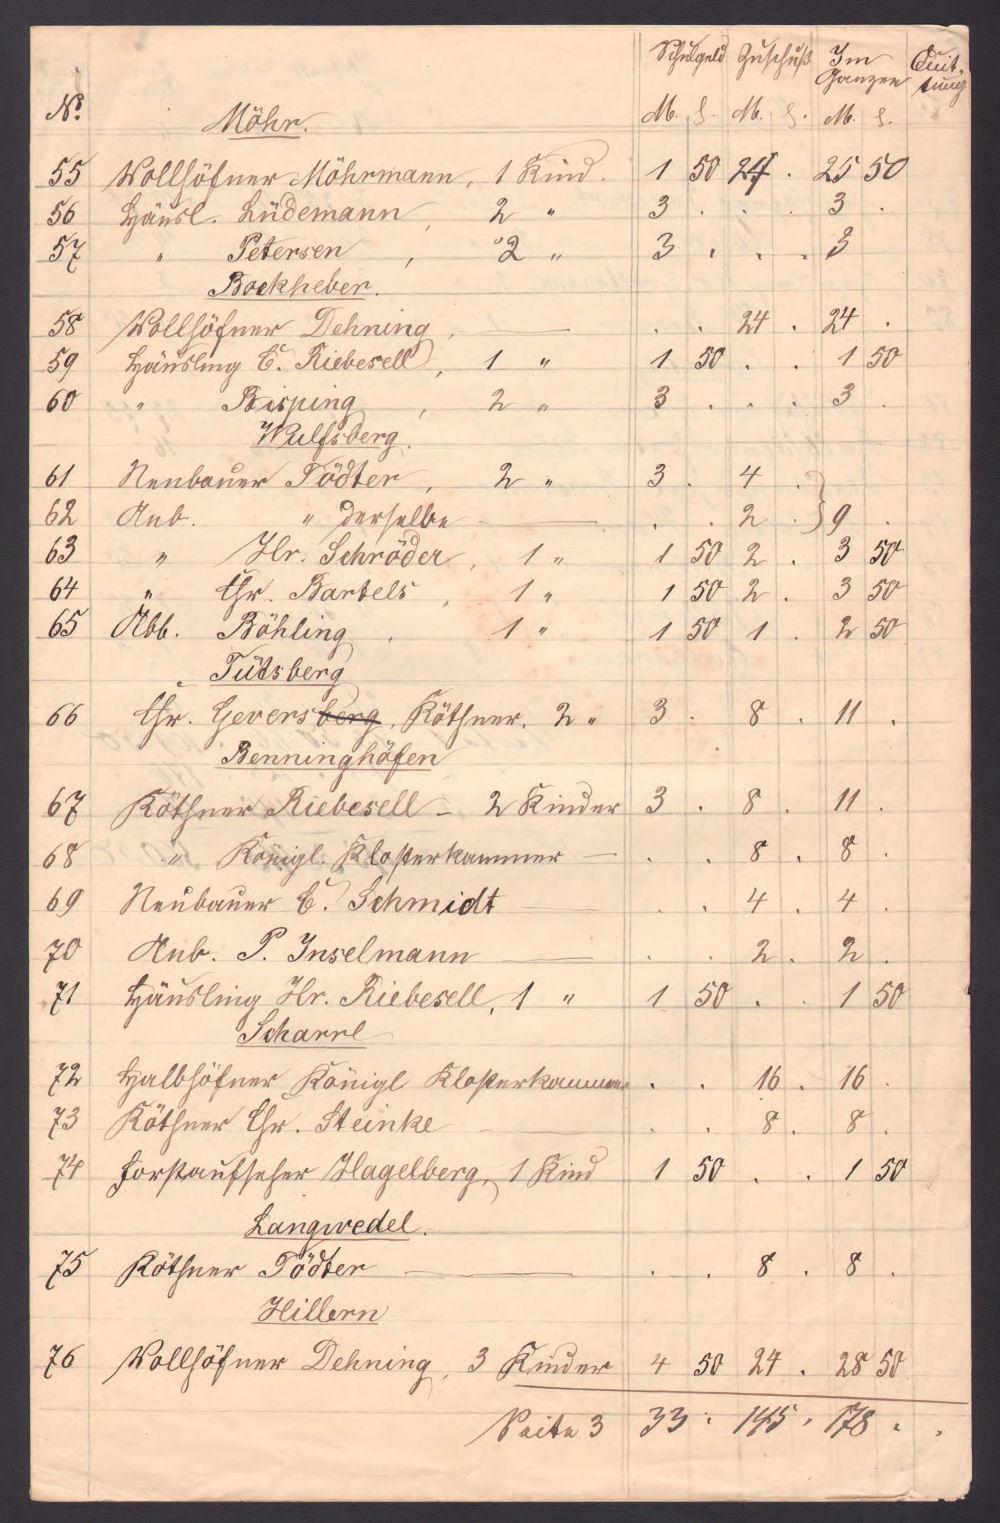 Schulgeld Zuschuß Im Ganzen Quit-
tung
No. M. ₰. M. ₰. M. ₰.
Möhr.
55 Vollhöfner Möhrmann, 1 Kind. 1 50 24 . 25 50
56 Häusl. Lüdemann, 2 " 3 . . . 3 .
57 " Petersen, 2 " 3 . . . 3
Bockheber.
58 Vollhöfner Dehning, — . . 24 . 24 .
59 Häusling C. Riebesell, 1 " 1 50 . . 1 50
60 " Bisping, 2 " 3 . . . 3 .
Wulfsberg.
61 Neubauer Tödter, 2 " 3 . 4 .
62 Anb. " derselbe — . . 2 . } 9 .
63 " Hr. Schröder, 1 " 1 50 2 . 3 50
64 " Chr. Bartels, 1 " 1 50 2 . 3 50
65 Abb. Böhling, 1 " 1 50 1 . 2 50
Tütsberg
66 Chr. Geversberg, Köthner, 2 " 3 . 8 . 11 .
Benninghöfen
67 Köthner Riebesell – 2 Kinder 3 . 8 . 11 .
68 " Königl. Klosterkammer — . . 8 . 8 .
69 Neubauer C. Schmidt — . . 4 . 4 .
70 Anb. P. Inselmann — . . 2 . 2 .
71 Häusling Hr. Riebesell, 1 " 1 50 . . 1 50
Scharrl
72 Halbhöfner Königl Klosterkammer . . 16 . 16 .
73 Köthner Chr. Steinke — . . 8 . 8 .
74 Forstaufseher Hagelberg, 1 Kind 1 50 . . 1 50
Langwedel.
75 Köthner Tödter — . . 8 . 8 .
Hillern
76 Vollhöfner Dehning, 3 Kinder 4 50 24 . 28 50
Seite 3 33 . 145 . 178 . .